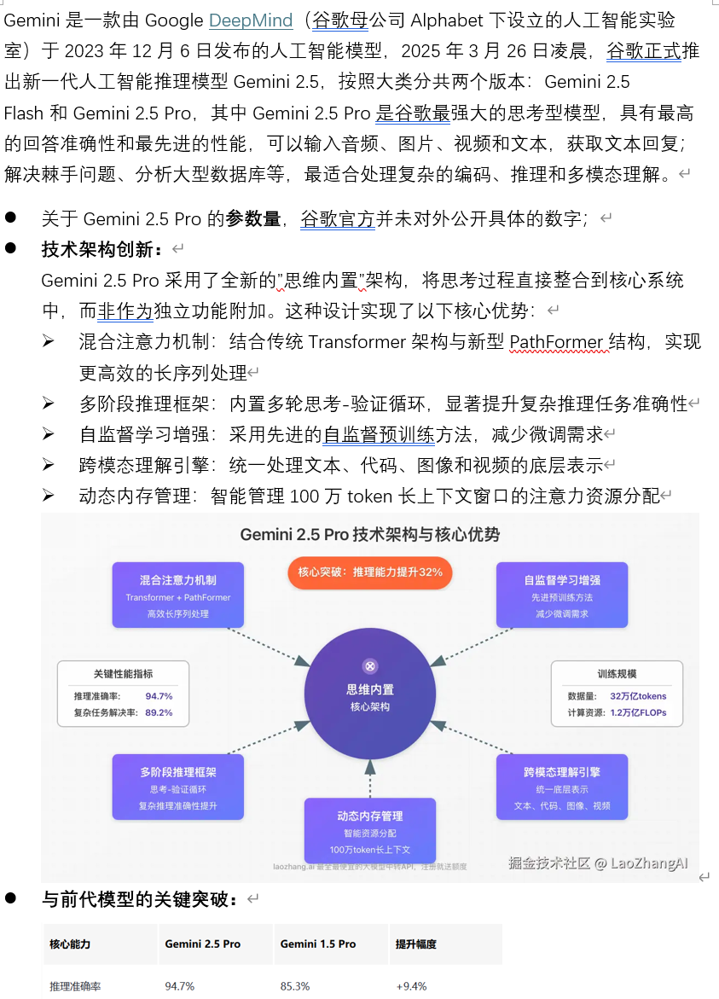 Gemini 是一款由 Google DeepMind（谷歌母公司 Alphabet 下设立的人工智能实验
室）于 2023 年 12 月 6 日发布的人工智能模型，2025 年 3 月 26 日凌晨，谷歌正式推
出新一代人工智能推理模型 Gemini 2.5，按照大类分共两个版本：Gemini 2.5
Flash 和 Gemini 2.5 Pro，其中 Gemini 2.5 Pro 是谷歌最强大的思考型模型，具有最高
的回答准确性和最先进的性能，可以输入音频、图片、视频和文本，获取文本回复；
解决棘手问题、分析大型数据库等，最适合处理复杂的编码、推理和多模态理解。
● 关于 Gemini 2.5 Pro 的参数量，谷歌官方并未对外公开具体的数字；
● 技术架构创新：
Gemini 2.5 Pro 采用了全新的”思维内置”架构，将思考过程直接整合到核心系统
中，而非作为独立功能附加。这种设计实现了以下核心优势：
➢ 混合注意力机制：结合传统 Transformer 架构与新型 PathFormer 结构，实现
更高效的长序列处理
➢ 多阶段推理框架：内置多轮思考-验证循环，显著提升复杂推理任务准确性
➢ 自监督学习增强：采用先进的自监督预训练方法，减少微调需求
➢ 跨模态理解引擎：统一处理文本、代码、图像和视频的底层表示
➢ 动态内存管理：智能管理 100 万 token 长上下文窗口的注意力资源分配
Gemini 2.5 Pro 技术架构与核心优势
核心突破：推理能力提升32%
混合注意力机制
Transformer + PathFormer
高效长序列处理
自监督学习增强
先进预训练方法
减少微调需求
思维内置
核心架构
关键性能指标
推理准确率： 94.7%
复杂任务解决率： 89.2%
训练规模
数据量： 32万亿tokens
计算资源： 1.2万亿FLOPs
多阶段推理框架
思考-验证循环
复杂推理准确性提升
跨模态理解引擎
统一底层表示
文本、代码、图像、视频
动态内存管理
智能资源分配
100万token长上下文
laozhang.ai 最全最便宜的大模型中转API，注册就送额度
掘金技术社区 @ LaoZhangAI
● 与前代模型的关键突破：
核心能力 Gemini 2.5 Pro Gemini 1.5 Pro 提升幅度
推理准确率 94.7% 85.3% +9.4%